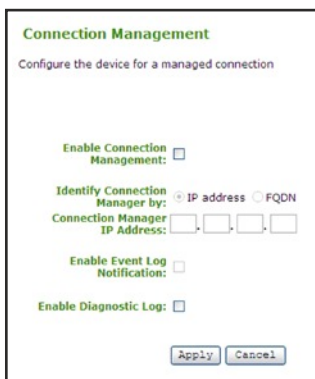 Connection Management
Configure the device for a managed connection
Enable Connection
Management:
Identify Connection
Manager by:
IP address
FQDN
Connection Manager
IP Address:
. . .
Enable Event Log
Notification:
Enable Diagnostic Log:
Apply Cancel